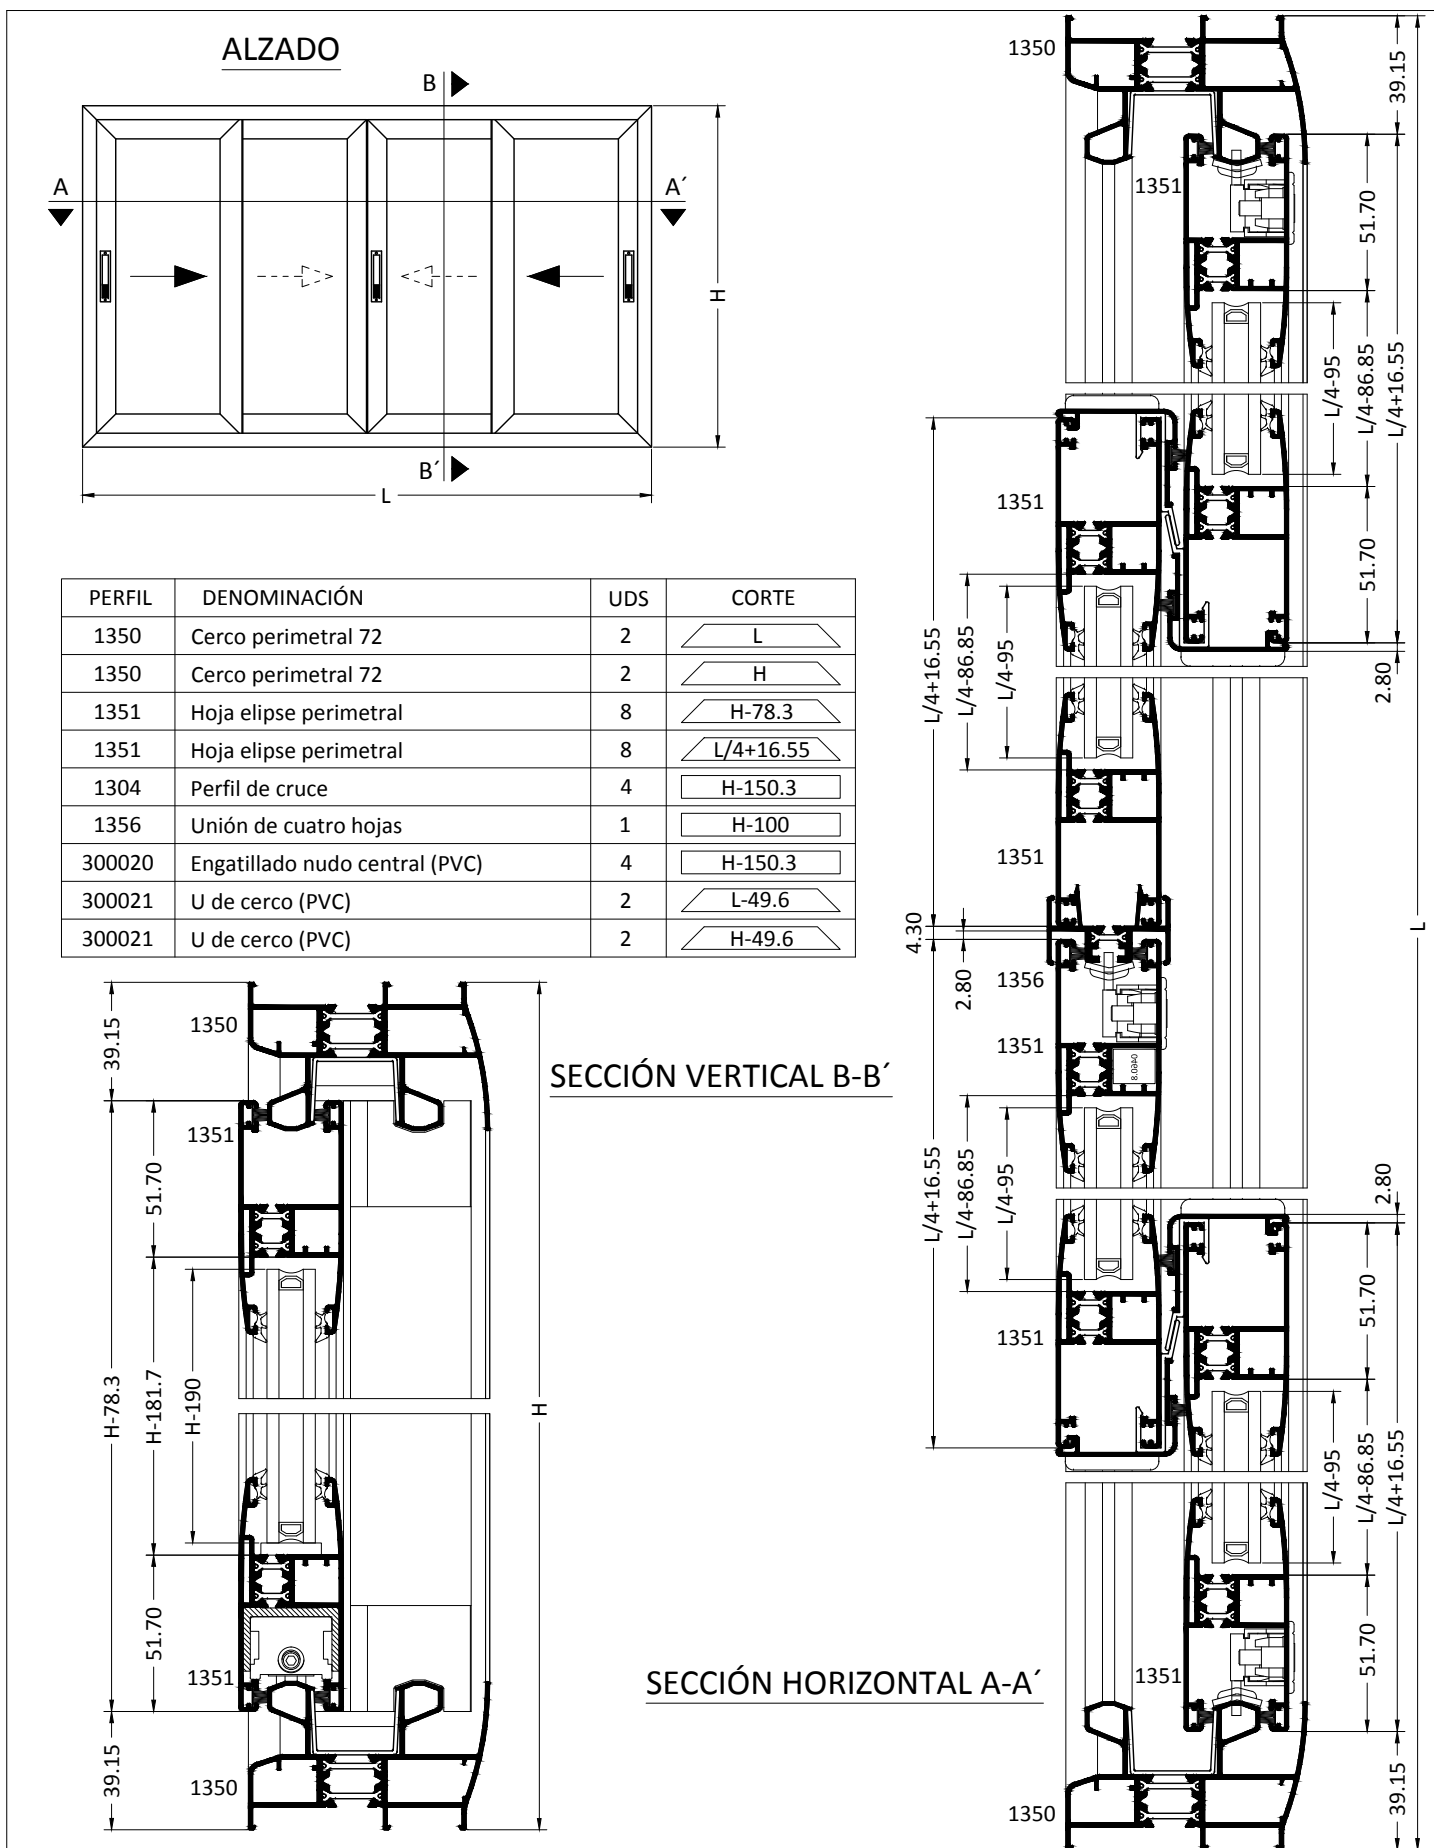 ALZADO
B
A
A´
H
B´
L
PERFIL DENOMINACIÓN UDS CORTE
1350 Cerco perimetral 72 2 L
1350 Cerco perimetral 72 2 H
1351 Hoja elipse perimetral 8 H-78.3
1351 Hoja elipse perimetral 8 L/4+16.55
1304 Perfil de cruce 4 H-150.3
1356 Unión de cuatro hojas 1 H-100
300020 Engatillado nudo central (PVC) 4 H-150.3
300021 U de cerco (PVC) 2 L-49.6
300021 U de cerco (PVC) 2 H-49.6
SECCIÓN VERTICAL B-B´
1350
39.15
1351
51.70
H-78.3
H-181.7
H-190
H
51.70
1351
39.15
1350
SECCIÓN HORIZONTAL A-A´
1350
39.15
1351
51.70
L/4-95
L/4-86.85
L/4+16.55
1351
51.70
2.80
L/4+16.55
L/4-86.85
L/4-95
1351
L
4.30
2.80
1356
1351
0460.8
L/4+16.55
L/4-86.85
L/4-95
2.80
1351
51.70
L/4-95
L/4-86.85
L/4+16.55
51.70
1351
39.15
1350